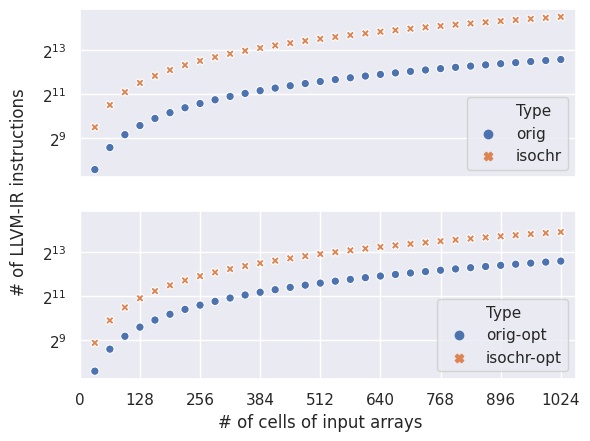 # of LLVM-IR instructions
2^13
2^11
2^9
Type
orig
isochr
2^13
2^11
2^9
Type
orig-opt
isochr-opt
0 128 256 384 512 640 768 896 1024
# of cells of input arrays